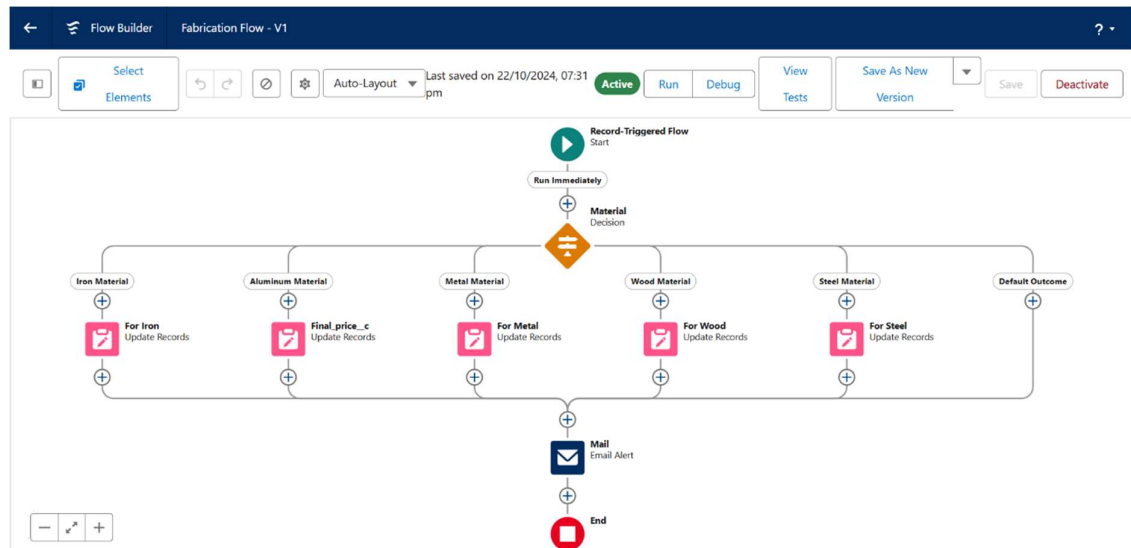 Flow Builder Fabrication Flow - V1 ?
Select Elements
Auto-Layout
Last saved on 22/10/2024, 07:31 pm
Active
Run
Debug
View Tests
Save As New Version
Save
Deactivate
Record-Triggered Flow
Start
Run Immediately
Material
Decision
Iron Material
Aluminum Material
Metal Material
Wood Material
Steel Material
Default Outcome
For Iron
Update Records
Final_price__c
Update Records
For Metal
Update Records
For Wood
Update Records
For Steel
Update Records
Mail
Email Alert
End